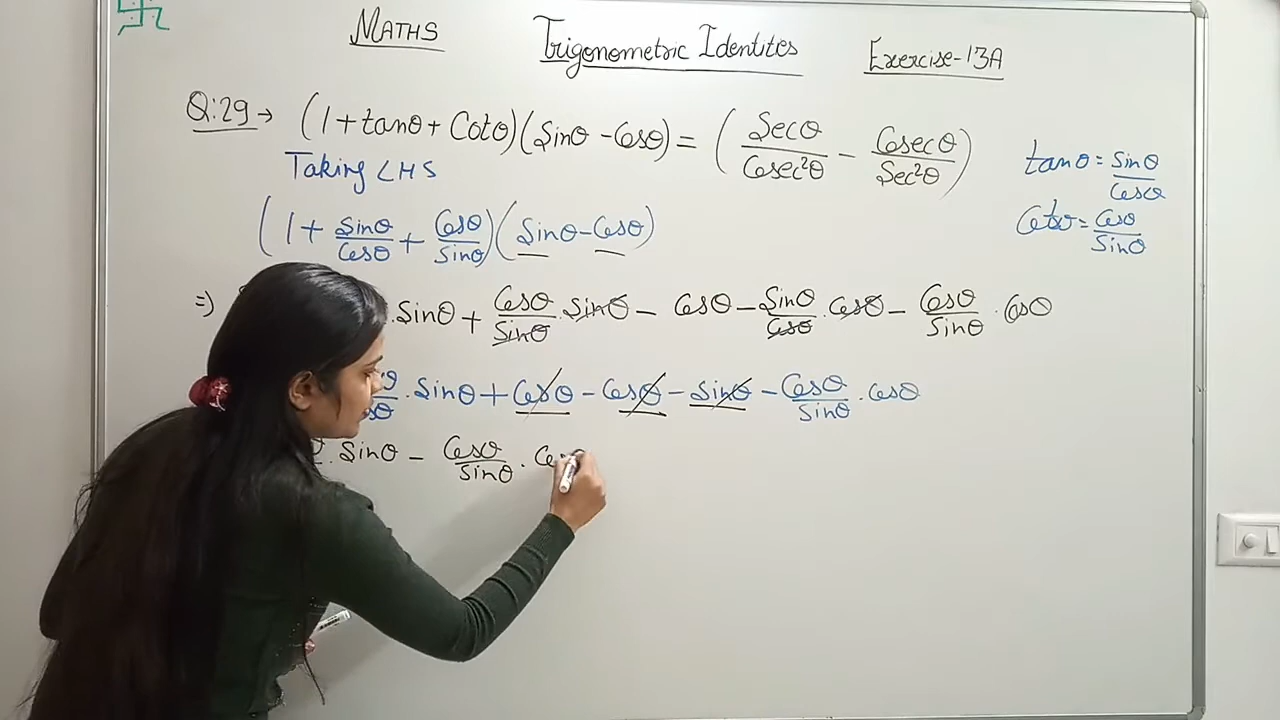 MATHS Trigonometric Identites Exercise-13A
Q:29→ (1+tanθ+Cotθ)(Sinθ-Cosθ)=(Secθ/Cosec²θ - Cosecθ/Sec²θ)
Taking LHS
tanθ=Sinθ/Cosθ
Cotθ=Cosθ/Sinθ
(1+Sinθ/Cosθ+Cosθ/Sinθ)(Sinθ-Cosθ)
=) .Sinθ+Cosθ/Sinθ.Sinθ- Cosθ-Sinθ/Cosθ.Cosθ-Cosθ/Sinθ.Cosθ
.Sinθ+Cosθ-Cosθ-Sinθ-Cosθ/Sinθ.Cosθ
.Sinθ-Cosθ/Sinθ.